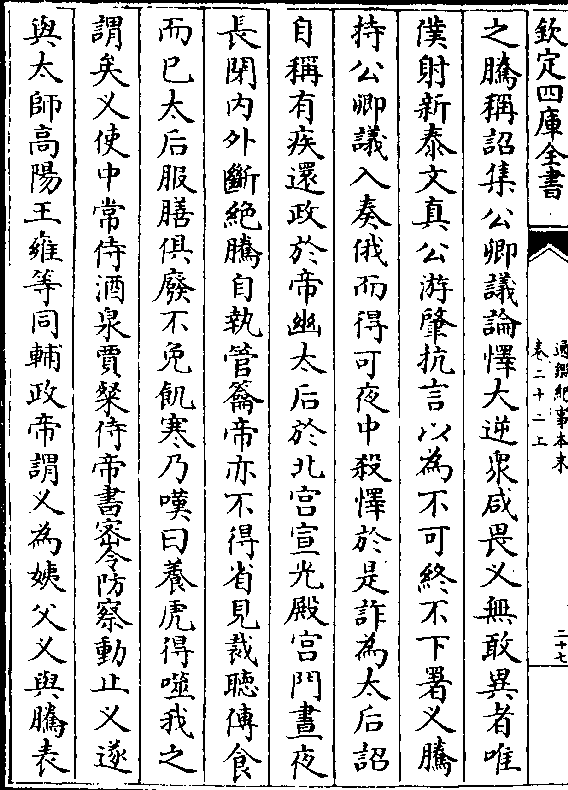 欽定四庫全書
通鑑紀事本末
卷二十二上
二十七
之騰稱詔集公卿議論懌大逆衆咸畏乂無敢異者唯
僕射新泰文真公游肇抗言以為不可終不下署乂騰
持公卿議入奏俄而得可夜中殺懌於是詐為太后詔
自稱有疾還政於帝幽太后於北宫宣光殿宫門晝夜
長閉内外斷絶騰自執管籥帝亦不得省見裁聽傳食
而已太后服膳俱廢不免飢寒乃嘆曰養虎得噬我之
謂矣乂使中常侍酒泉賈粲侍帝書密令防察動止乂遂
與太師高陽王雍等同輔政帝謂乂為姨父乂與騰表